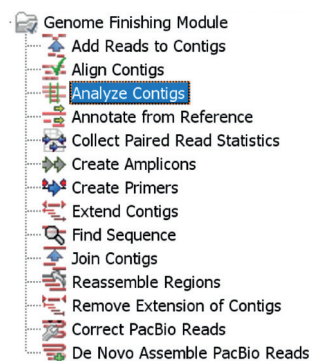 Genome Finishing Module
Add Reads to Contigs
Align Contigs
Analyze Contigs
Annotate from Reference
Collect Paired Read Statistics
Create Amplicons
Create Primers
Extend Contigs
Find Sequence
Join Contigs
Reassemble Regions
Remove Extension of Contigs
Correct PacBio Reads
De Novo Assemble PacBio Reads